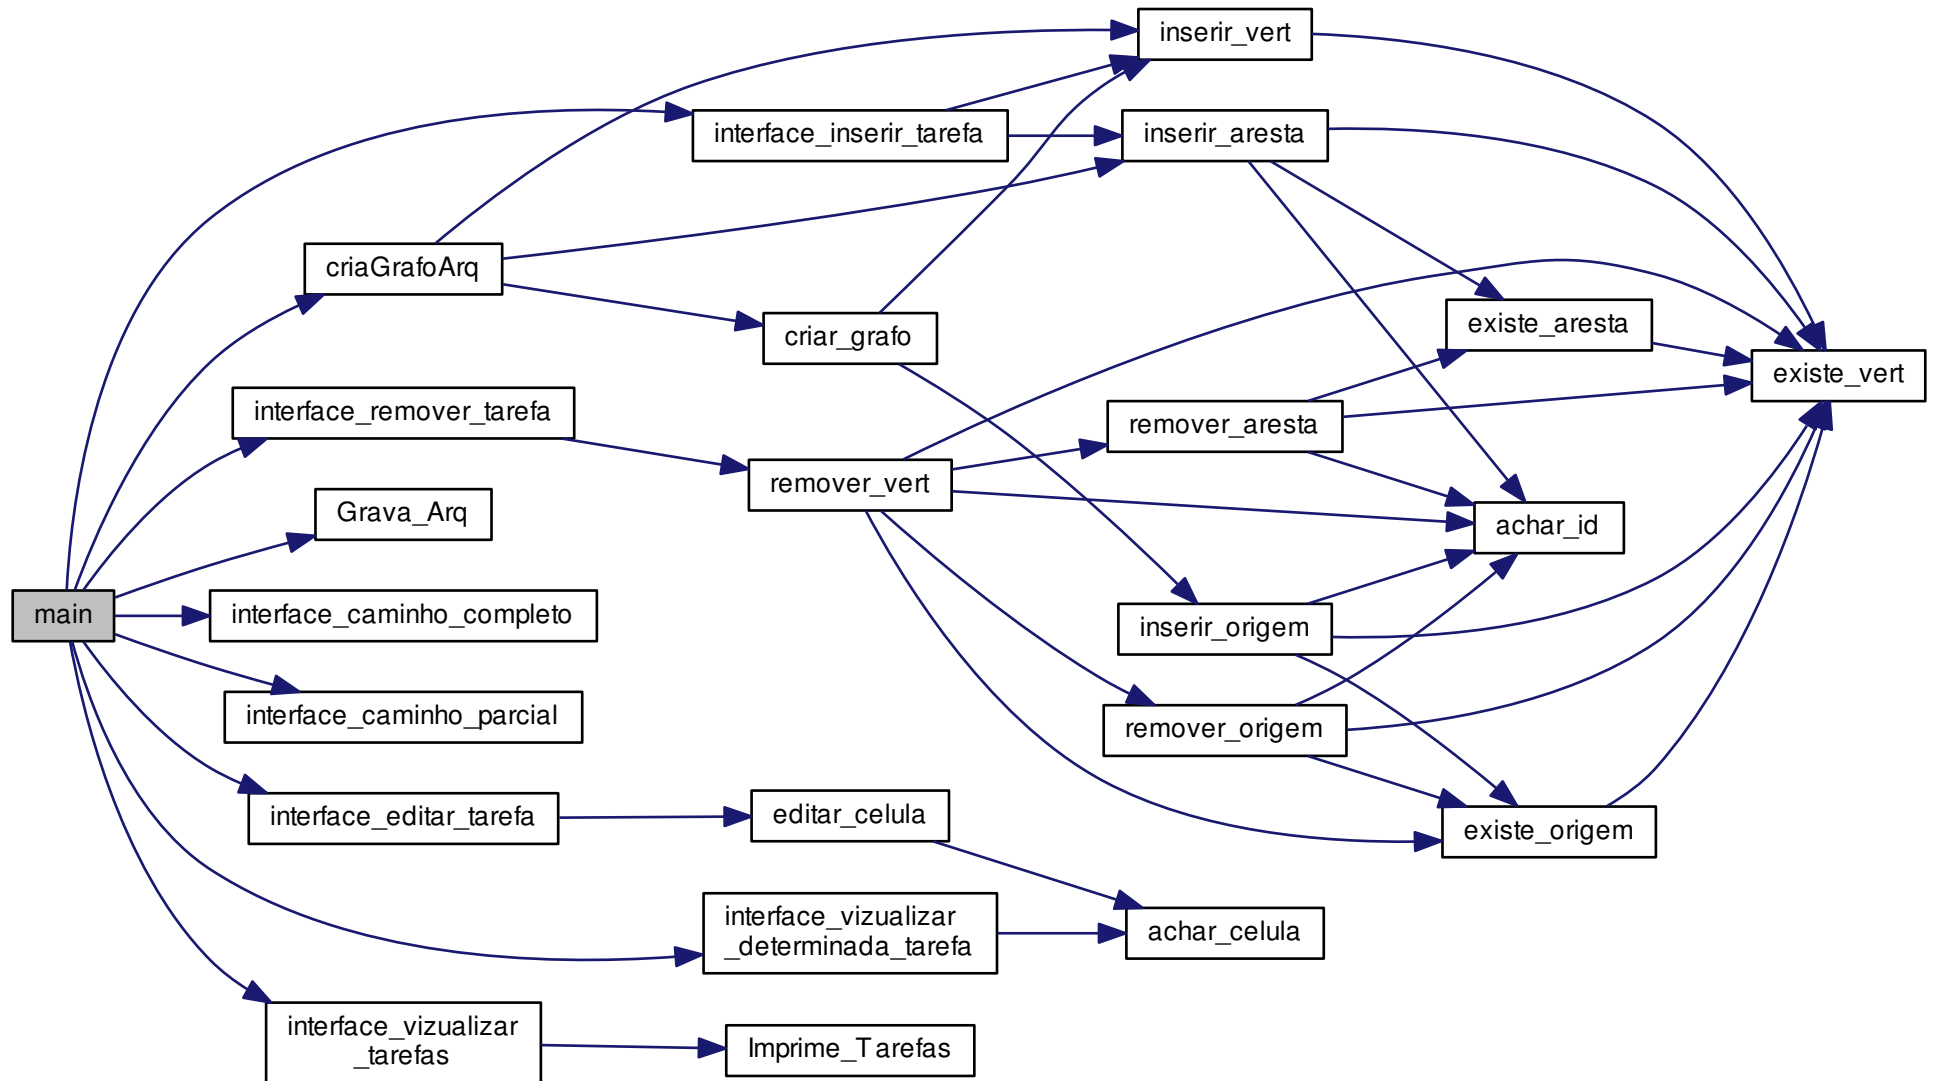 inserir_vert
interface_inserir_tarefa
inserir_aresta
criaGrafoArq
criar_grafo
existe_aresta
existe_vert
interface_remover_tarefa
remover_aresta
remover_vert
Grava_Arq
achar_id
main
interface_caminho_completo
inserir_origem
interface_caminho_parcial
remover_origem
interface_editar_tarefa
editar_celula
existe_origem
interface_vizualizar
_determinada_tarefa
achar_celula
interface_vizualizar
_tarefas
Imprime_Tarefas